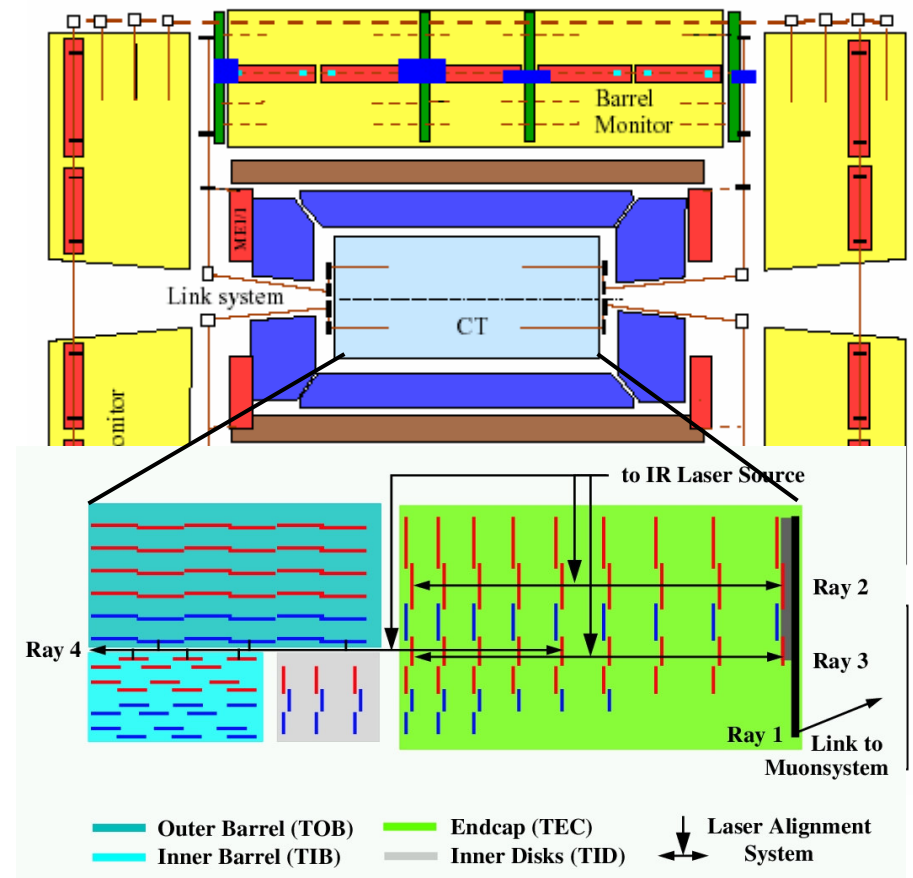 Barrel
Monitor
ME1/1
Link system
CT
onitor
to IR Laser Source
Ray 2
Ray 4
Ray 3
Ray 1
Link to
Muonsystem
Outer Barrel (TOB)
Endcap (TEC)
Laser Alignment
System
Inner Barrel (TIB)
Inner Disks (TID)